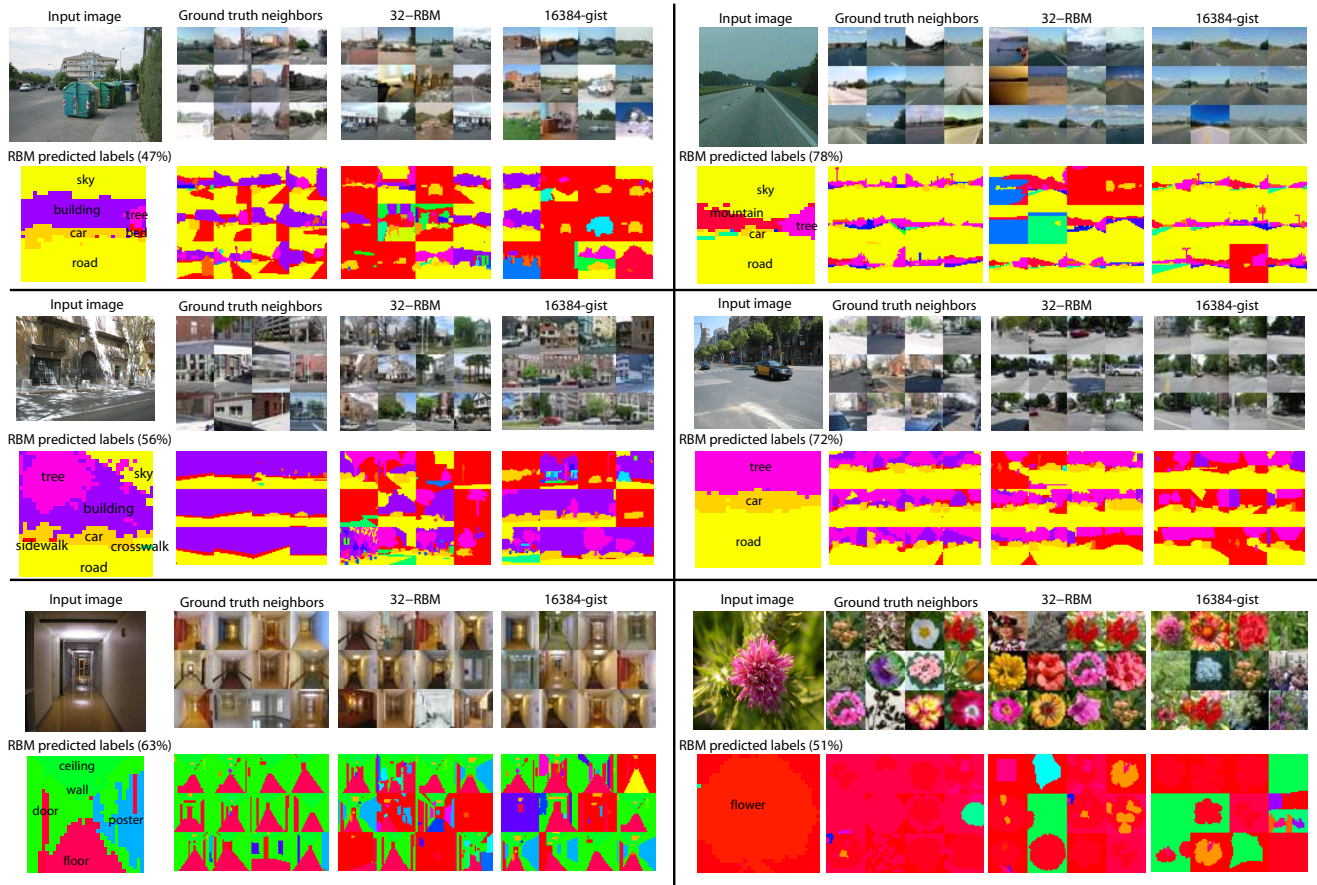 Input image Ground truth neighbors 32−RBM 16384-gist
RBM predicted labels (47%)
sky
building
tree
car
bed
road
Input image Ground truth neighbors 32−RBM 16384-gist
RBM predicted labels (78%)
sky
mountain
tree
car
road
Input image Ground truth neighbors 32−RBM 16384-gist
RBM predicted labels (56%)
tree
sky
building
car
sidewalk
crosswalk
road
Input image Ground truth neighbors 32−RBM 16384-gist
RBM predicted labels (72%)
tree
car
road
Input image Ground truth neighbors 32−RBM 16384-gist
RBM predicted labels (63%)
ceiling
wall
door
poster
floor
Input image Ground truth neighbors 32−RBM 16384-gist
RBM predicted labels (51%)
flower